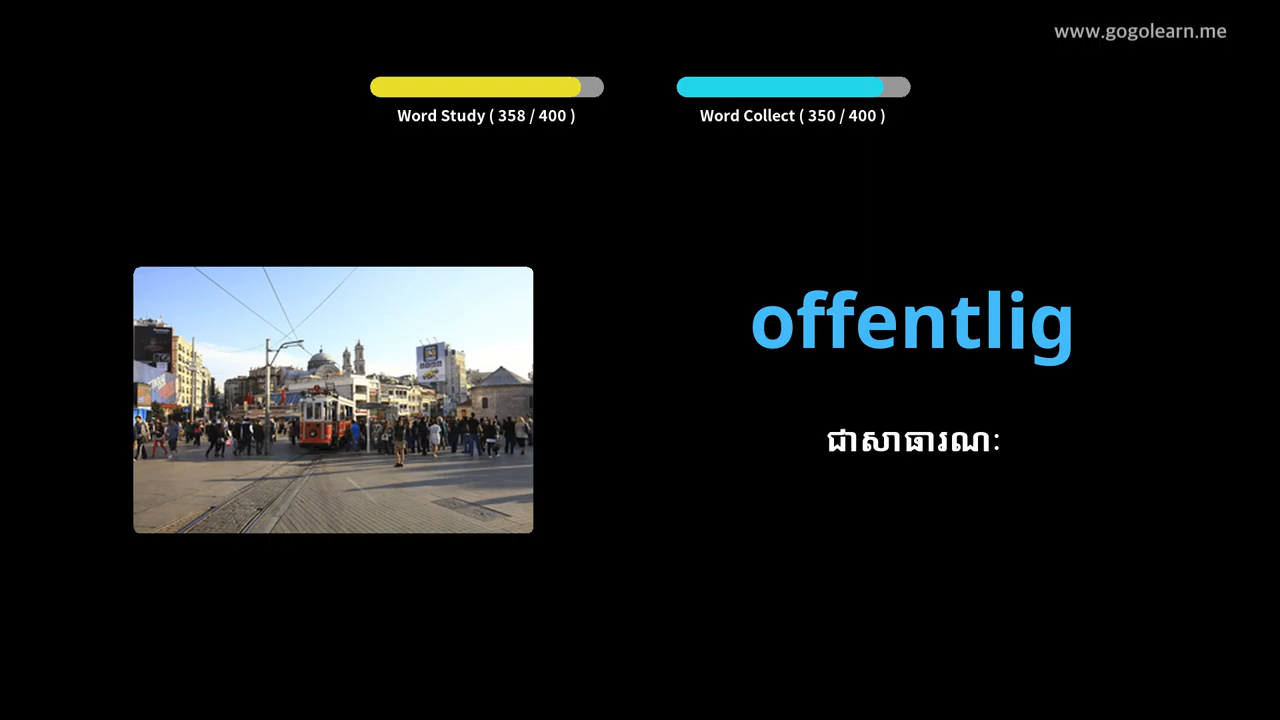 www.gogolearn.me
Word Study ( 358 / 400 )
Word Collect ( 350 / 400 )
offentlig
ជាសាធារណៈ